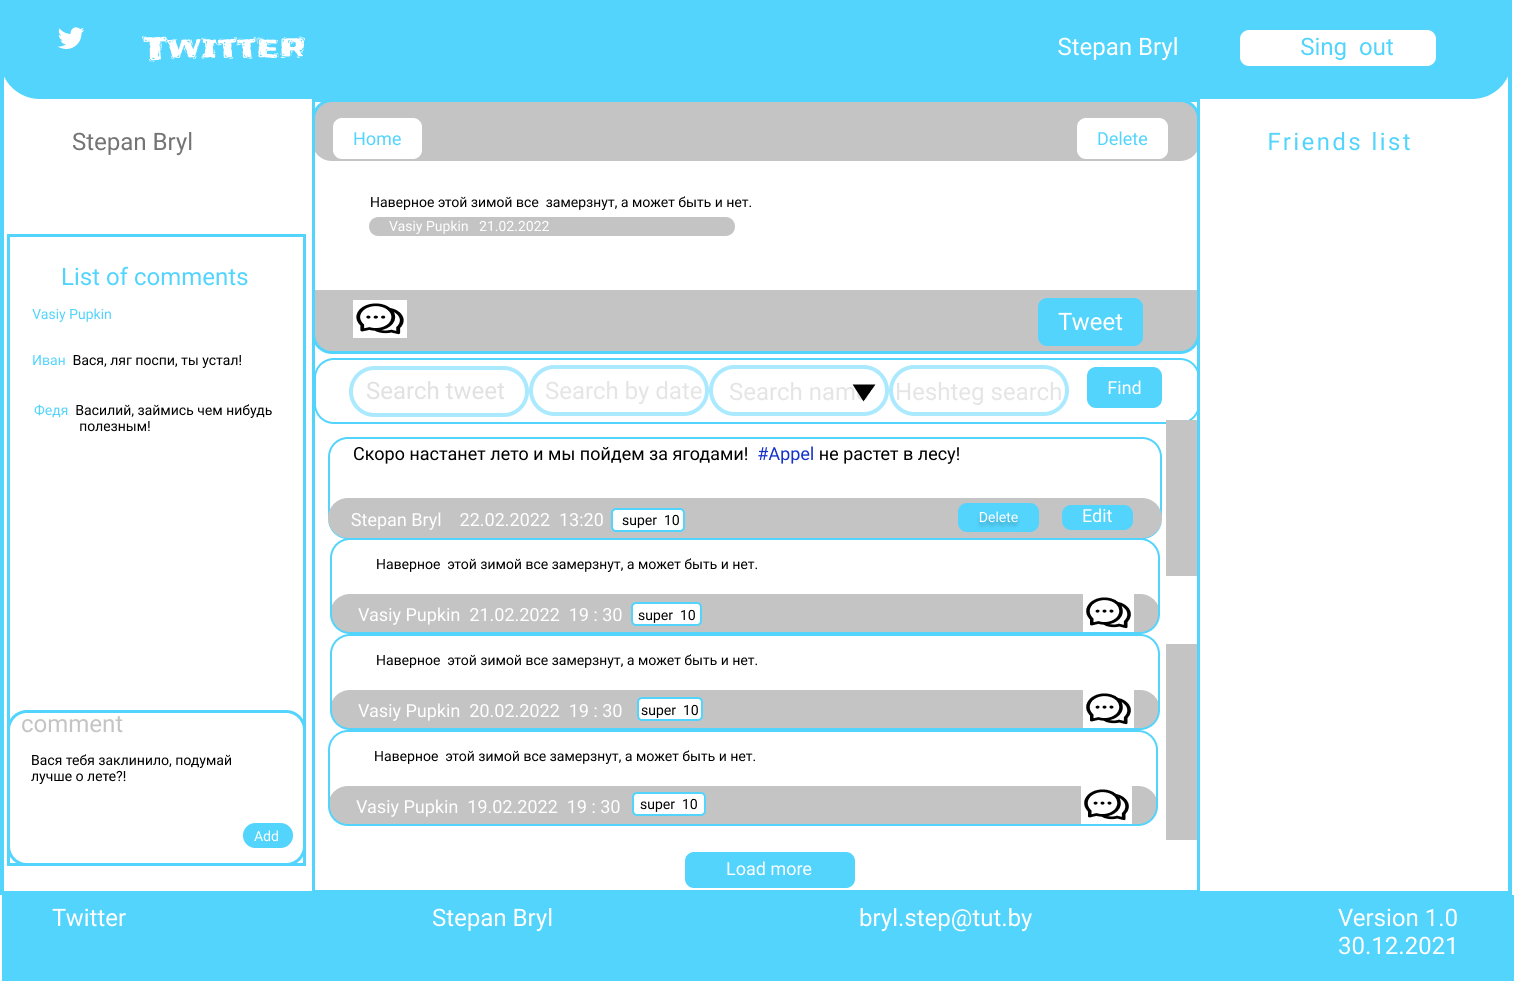 Twitter
Stepan Bryl
Sing out
Stepan Bryl
Home
Delete
Friends list
Наверное этой зимой все замерзнут, а может быть и нет.
Vasiy Pupkin 21.02.2022
List of comments
Vasiy Pupkin
Иван Вася, ляг поспи, ты устал!
Федя Василий, займись чем нибудь
полезным!
comment
Вася тебя заклинило, подумай
лучше о лете?!
Add
Tweet
Search tweet
Search by date
Search nam
Heshteg search
Find
Скоро настанет лето и мы пойдем за ягодами! #Appel не растет в лесу!
Stepan Bryl 22.02.2022 13:20 super 10
Delete
Edit
Наверное этой зимой все замерзнут, а может быть и нет.
Vasiy Pupkin 21.02.2022 19 : 30 super 10
Наверное этой зимой все замерзнут, а может быть и нет.
Vasiy Pupkin 20.02.2022 19 : 30 super 10
Наверное этой зимой все замерзнут, а может быть и нет.
Vasiy Pupkin 19.02.2022 19 : 30 super 10
Load more
Twitter
Stepan Bryl
bryl.step@tut.by
Version 1.0
30.12.2021